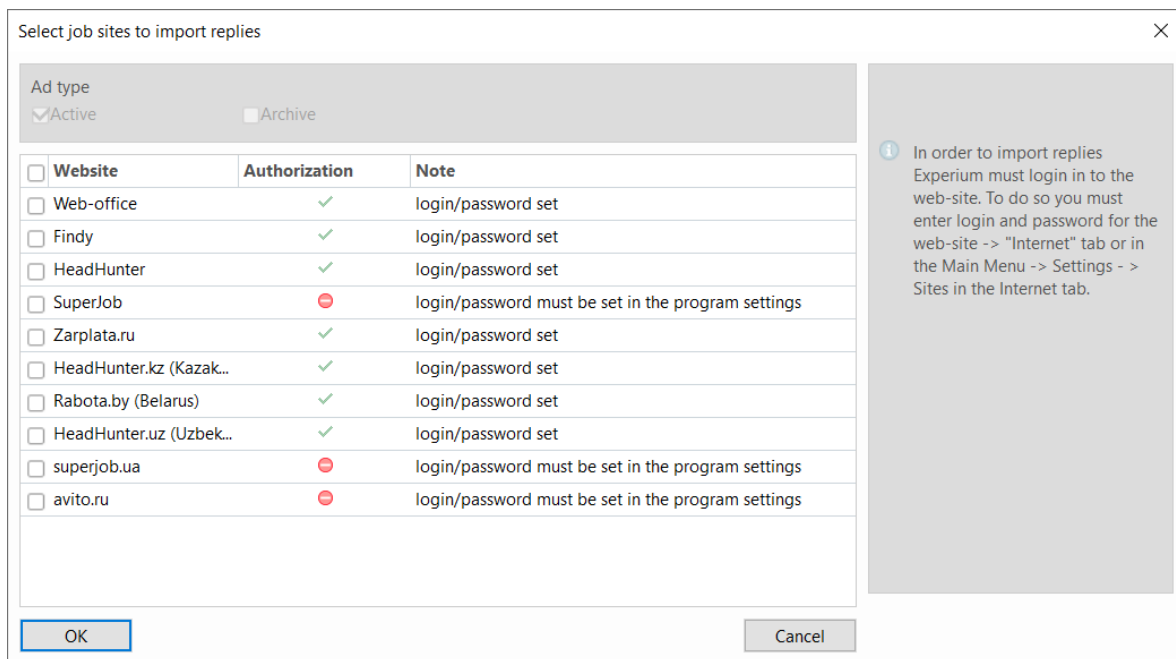 Select job sites to import replies
Ad type
Active Archive
Website Authorization Note
Web-office login/password set
Findy login/password set
HeadHunter login/password set
SuperJob login/password must be set in the program settings
Zarplata.ru login/password set
HeadHunter.kz (Kazak... login/password set
Rabota.by (Belarus) login/password set
HeadHunter.uz (Uzbek... login/password set
superjob.ua login/password must be set in the program settings
avito.ru login/password must be set in the program settings
OK Cancel
In order to import replies
Experium must login in to the
web-site. To do so you must
enter login and password for the
web-site -> "Internet" tab or in
the Main Menu -> Settings - >
Sites in the Internet tab.